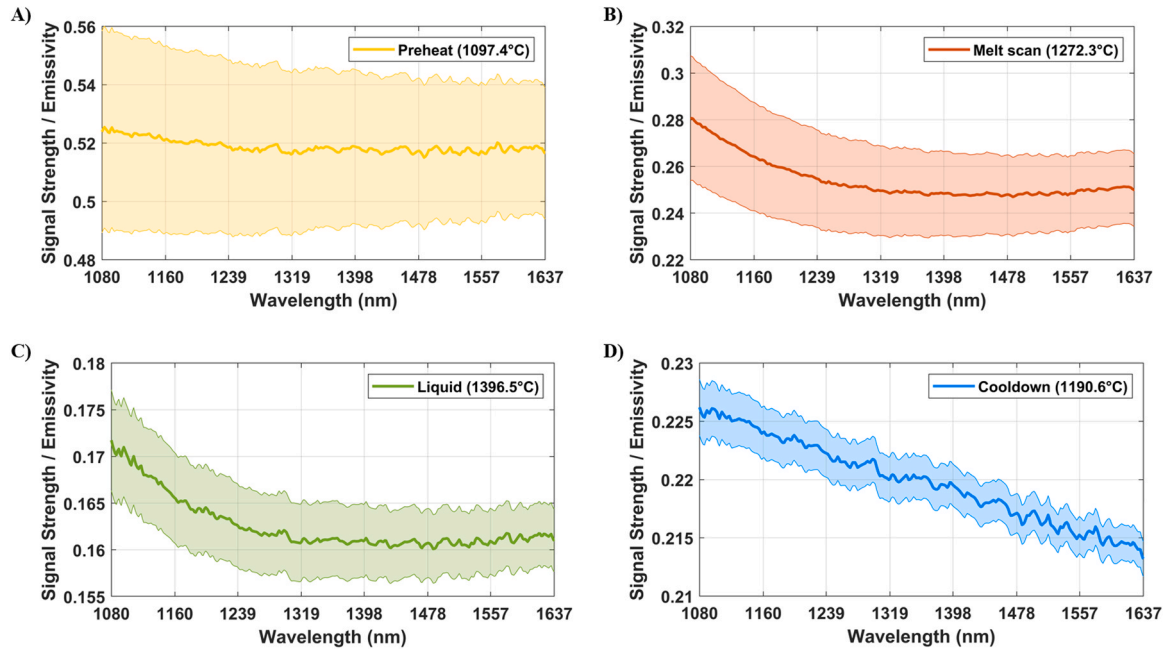 A)
Signal Strength / Emissivity
0.56
0.54
0.52
0.5
0.48
Preheat (1097.4°C)
1080 1160 1239 1319 1398 1478 1557 1637
Wavelength (nm)
B)
Signal Strength / Emissivity
0.32
0.3
0.28
0.26
0.24
0.22
Melt scan (1272.3°C)
1080 1160 1239 1319 1398 1478 1557 1637
Wavelength (nm)
C)
Signal Strength / Emissivity
0.18
0.175
0.17
0.165
0.16
0.155
Liquid (1396.5°C)
1080 1160 1239 1319 1398 1478 1557 1637
Wavelength (nm)
D)
Signal Strength / Emissivity
0.23
0.225
0.22
0.215
0.21
Cooldown (1190.6°C)
1080 1160 1239 1319 1398 1478 1557 1637
Wavelength (nm)